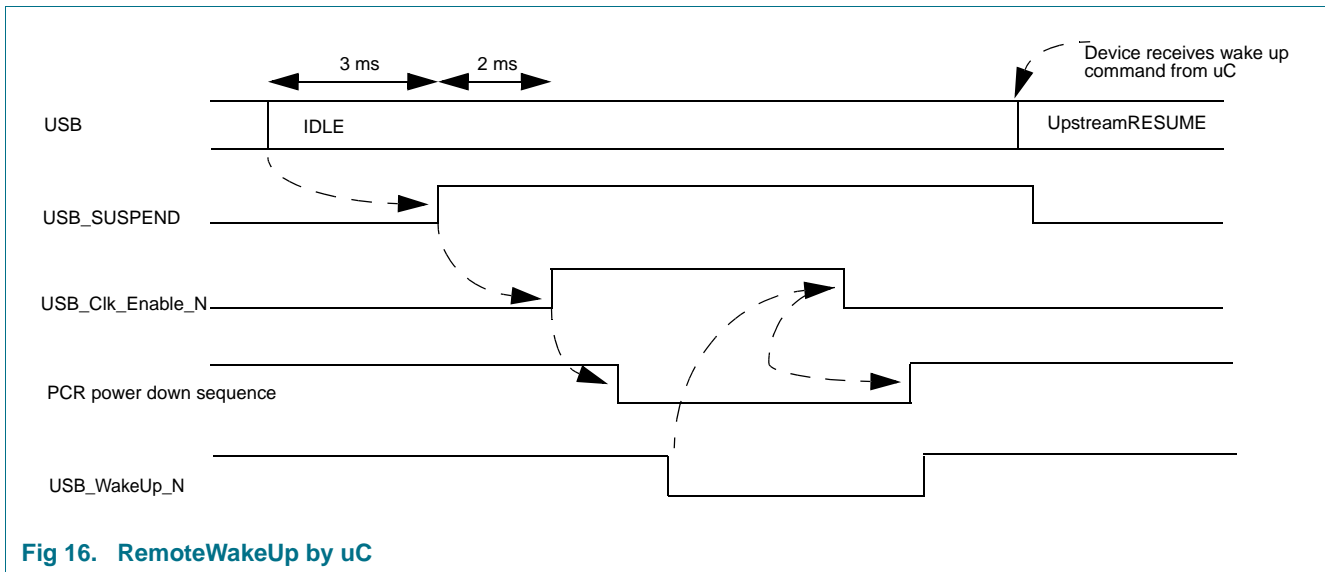 Device receives wake up
command from uC
3 ms
2 ms
USB
IDLE
UpstreamRESUME
USB_SUSPEND
USB_Clk_Enable_N
PCR power down sequence
USB_WakeUp_N
Fig 16. RemoteWakeUp by uC